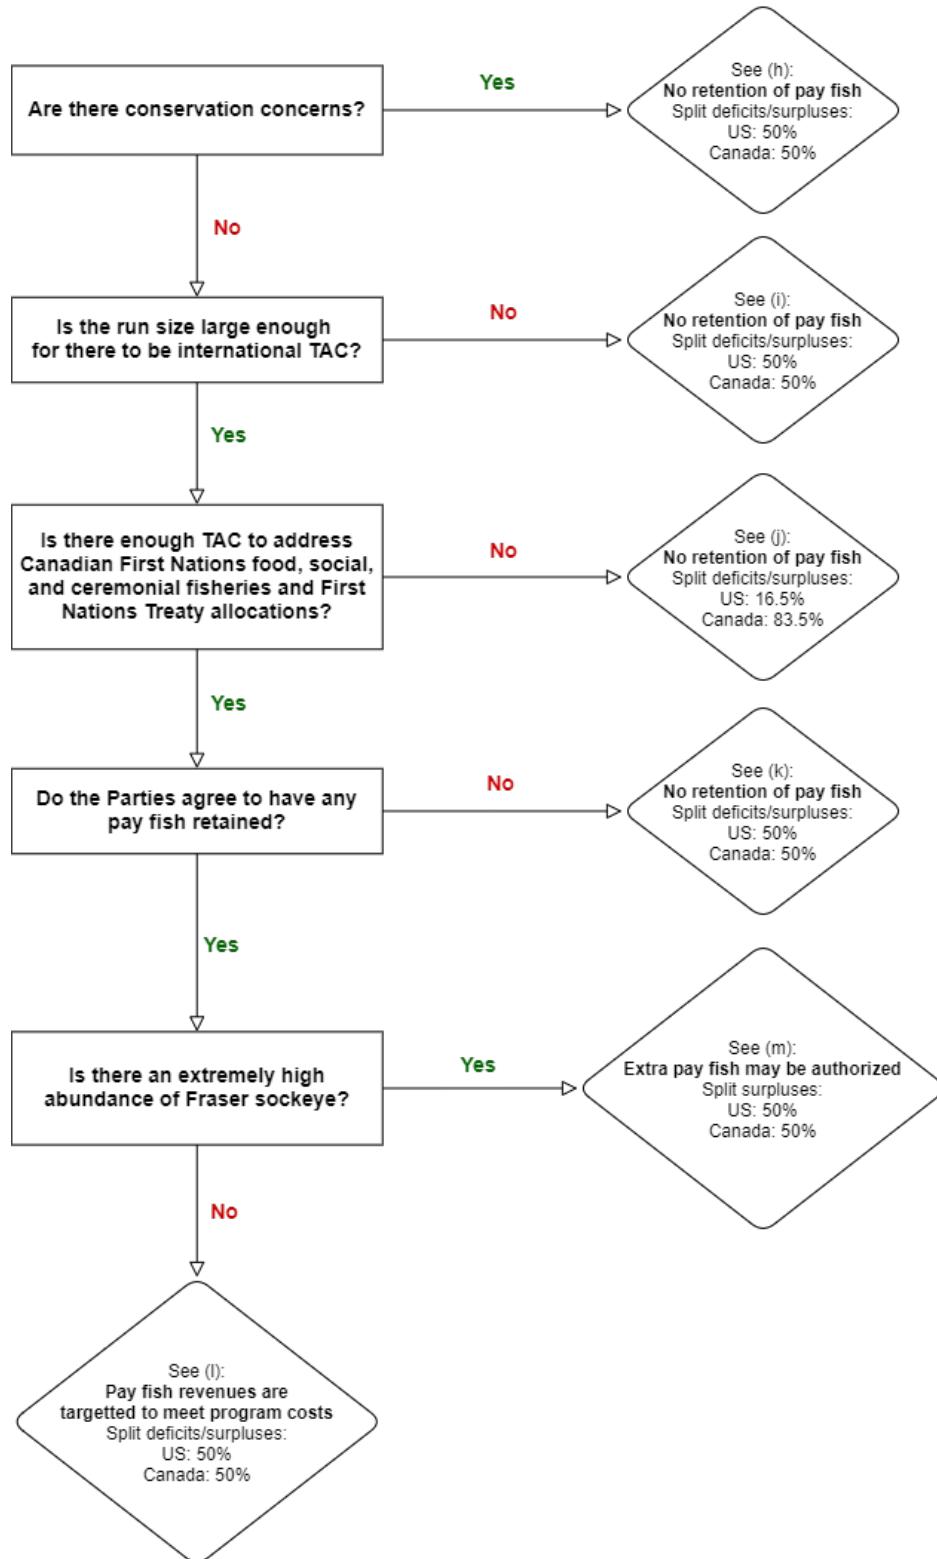 Are there conservation concerns?
Yes
See (h):
No retention of pay fish
Split deficits/surpluses:
US: 50%
Canada: 50%
No
Is the run size large enough
for there to be international TAC?
No
See (i):
No retention of pay fish
Split deficits/surpluses:
US: 50%
Canada: 50%
Yes
Is there enough TAC to address
Canadian First Nations food, social,
and ceremonial fisheries and First
Nations Treaty allocations?
No
See (j):
No retention of pay fish
Split deficits/surpluses:
US: 16.5%
Canada: 83.5%
Yes
Do the Parties agree to have any
pay fish retained?
No
See (k):
No retention of pay fish
Split deficits/surpluses:
US: 50%
Canada: 50%
Yes
Is there an extremely high
abundance of Fraser sockeye?
Yes
See (m):
Extra pay fish may be authorized
Split surpluses:
US: 50%
Canada: 50%
No
See (l):
Pay fish revenues are
targetted to meet program costs
Split deficits/surpluses:
US: 50%
Canada: 50%